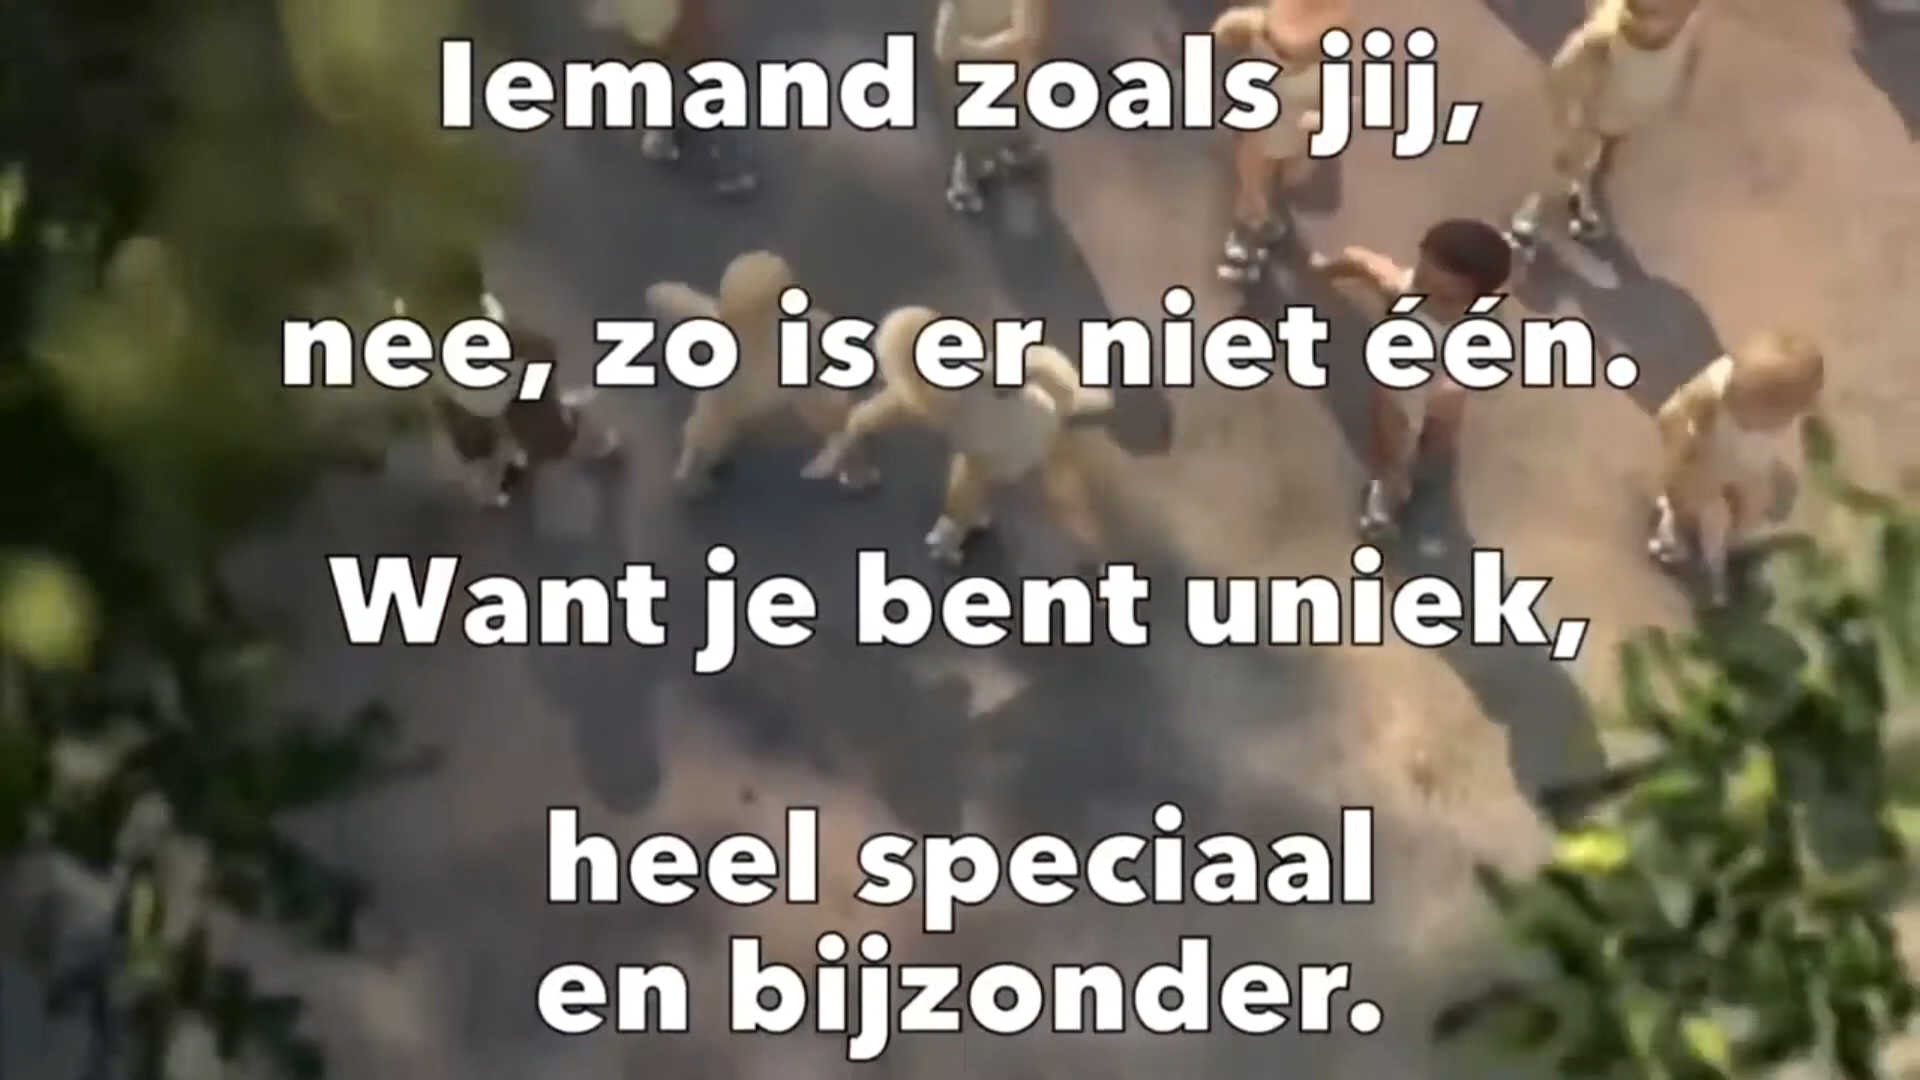 Iemand zoals jij,
nee, zo is er niet één.
Want je bent uniek,
heel speciaal
en bijzonder.